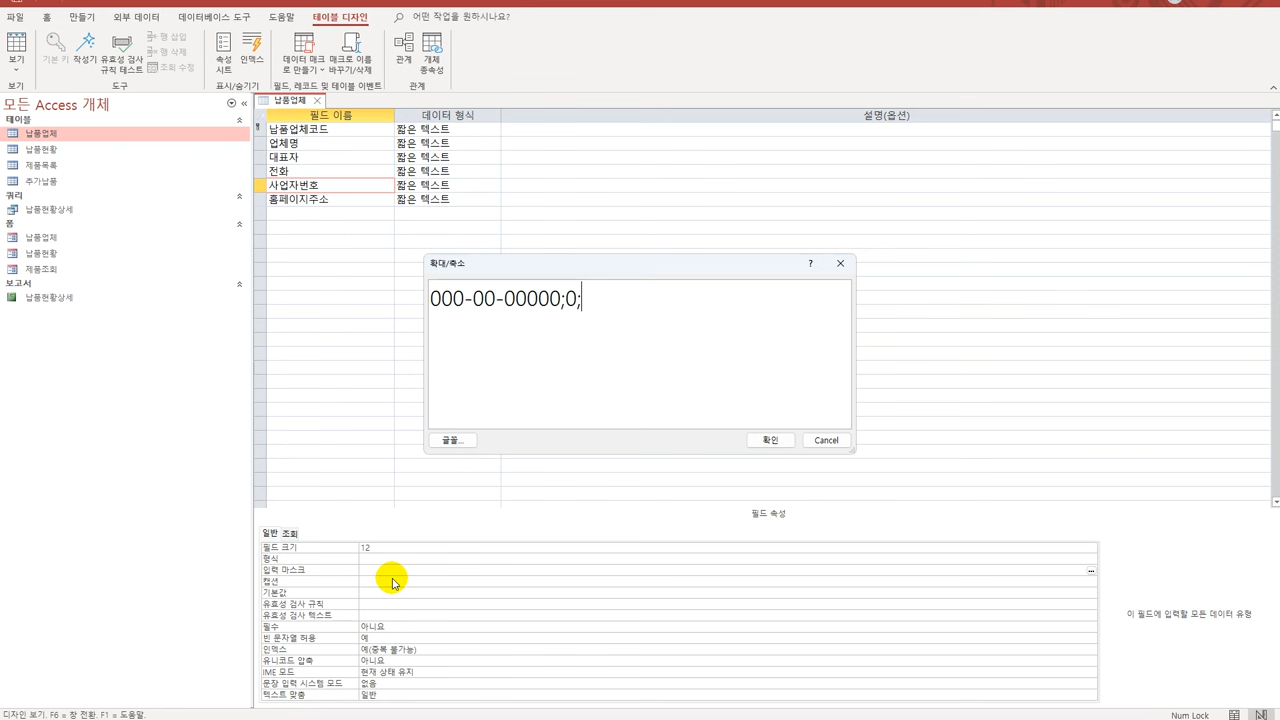 파일 홈 만들기 외부 데이터 데이터베이스 도구 도움말 테이블 디자인 어떤 작업을 원하시나요?
보기 기본 키 작성기 유효성 검사 규칙 테스트 행 삽입 행 삭제 조회 수정 속성 시트 인덱스 데이터 매크로 만들기 매크로 이름 바꾸기/삭제 관계 개체 종속성
보기 도구 표시/숨기기 필드, 레코드 및 테이블 이벤트 관계
모든 Access 개체
테이블
납품업체
납품현황
제품목록
추가납품
쿼리
납품현황상세
폼
납품업체
납품현황
제품조회
보고서
납품현황상세
납품업체
필드 이름 데이터 형식 설명(옵션)
납품업체코드 짧은 텍스트
업체명 짧은 텍스트
대표자 짧은 텍스트
전화 짧은 텍스트
사업자번호 짧은 텍스트
홈페이지주소 짧은 텍스트
확대/축소 ?
000-00-00000;0;
글꼴... 확인 Cancel
필드 속성
일반 조회
필드 크기 12
형식
입력 마스크 ...
캡션
기본값
유효성 검사 규칙
유효성 검사 텍스트
필수 아니요
빈 문자열 허용 예
인덱스 예(중복 불가능)
유니코드 압축 아니요
IME 모드 현재 상태 유지
문장 입력 시스템 모드 없음
텍스트 맞춤 일반
이 필드에 입력할 모든 데이터 유형
디자인 보기. F6 = 창 전환. F1 = 도움말. Num Lock